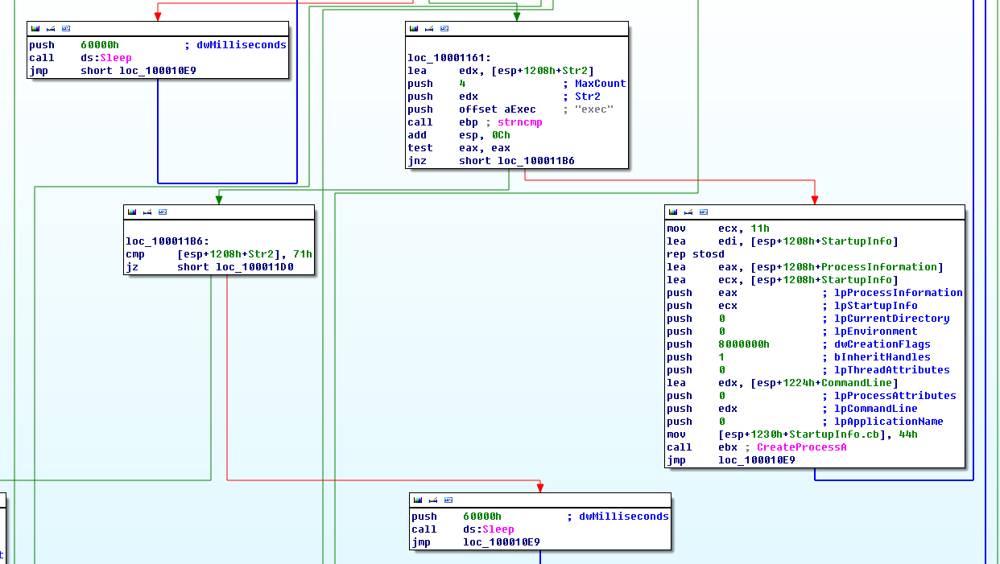 push    60000h          ; dwMilliseconds
call    ds:Sleep
jmp     short loc_100010E9
loc_10001161:
lea     edx, [esp+1208h+Str2]
push    4               ; MaxCount
push    edx             ; Str2
push    offset aExec    ; "exec"
call    ebp ; strncmp
add     esp, 0Ch
test    eax, eax
jnz     short loc_100011B6
loc_100011B6:
cmp     [esp+1208h+Str2], 71h
jz      short loc_100011D0
mov     ecx, 11h
lea     edi, [esp+1208h+StartupInfo]
rep stosd
lea     eax, [esp+1208h+ProcessInformation]
lea     ecx, [esp+1208h+StartupInfo]
push    eax             ; lpProcessInformation
push    ecx             ; lpStartupInfo
push    0               ; lpCurrentDirectory
push    0               ; lpEnvironment
push    8000000h        ; dwCreationFlags
push    1               ; bInheritHandles
push    0               ; lpThreadAttributes
lea     edx, [esp+1224h+CommandLine]
push    0               ; lpProcessAttributes
push    edx             ; lpCommandLine
push    0               ; lpApplicationName
mov     [esp+1230h+StartupInfo.cb], 44h
call    ebx ; CreateProcessA
jmp     loc_100010E9
push    60000h          ; dwMilliseconds
call    ds:Sleep
jmp     loc_100010E9